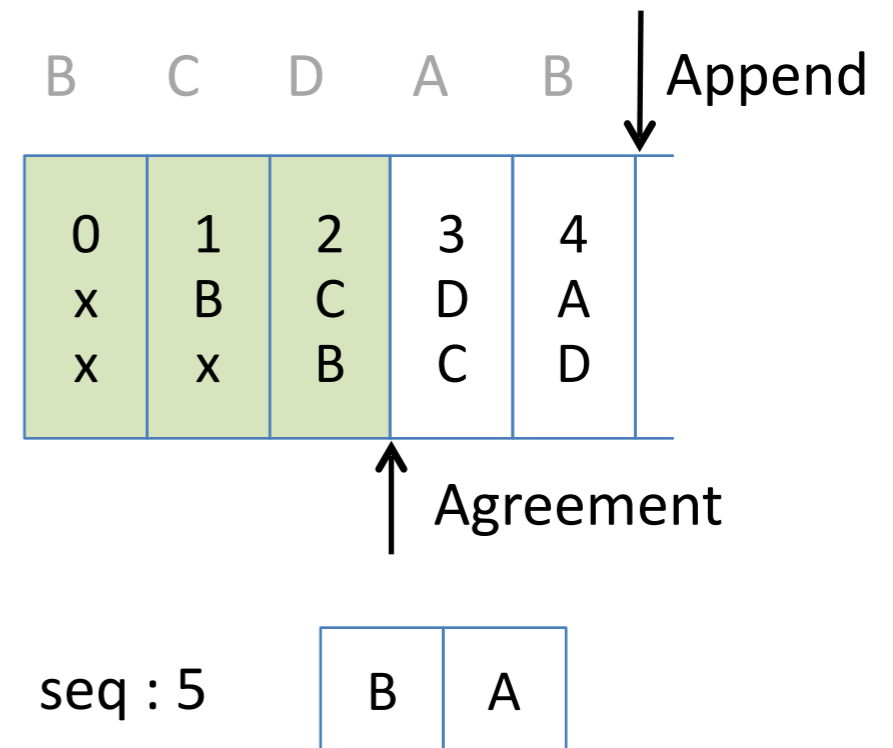 B C D A B Append
0 1 2 3 4
x B C D A
x x B C D
Agreement
seq : 5 B A